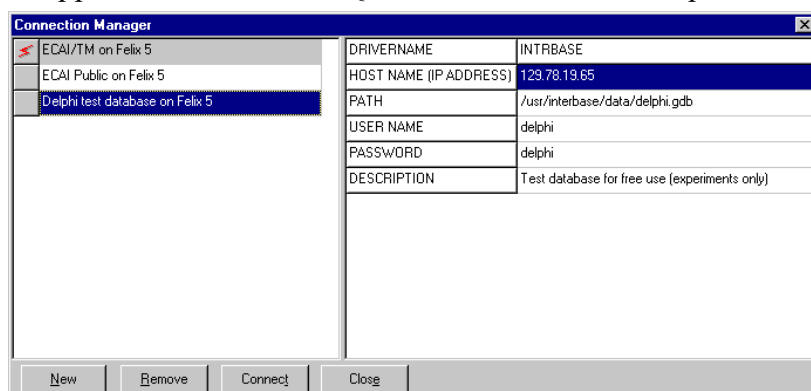 Connection Manager
ECAI/TM on Felix 5
ECAI Public on Felix 5
Delphi test database on Felix 5
DRIVERNAME INTRBASE
HOST NAME (IP ADDRESS) 129.78.19.65
PATH /usr/interbase/data/delphi.gdb
USER NAME delphi
PASSWORD delphi
DESCRIPTION Test database for free use (experiments only)
New Remove Connect Close